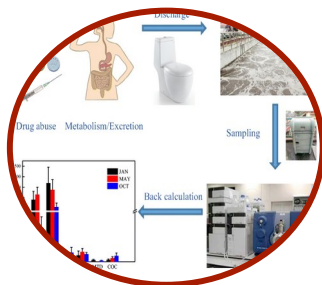 Discharge
Drug abuse Metabolism/Excretion
Sampling
Back calculation
JAN
MAY
OCT
COC